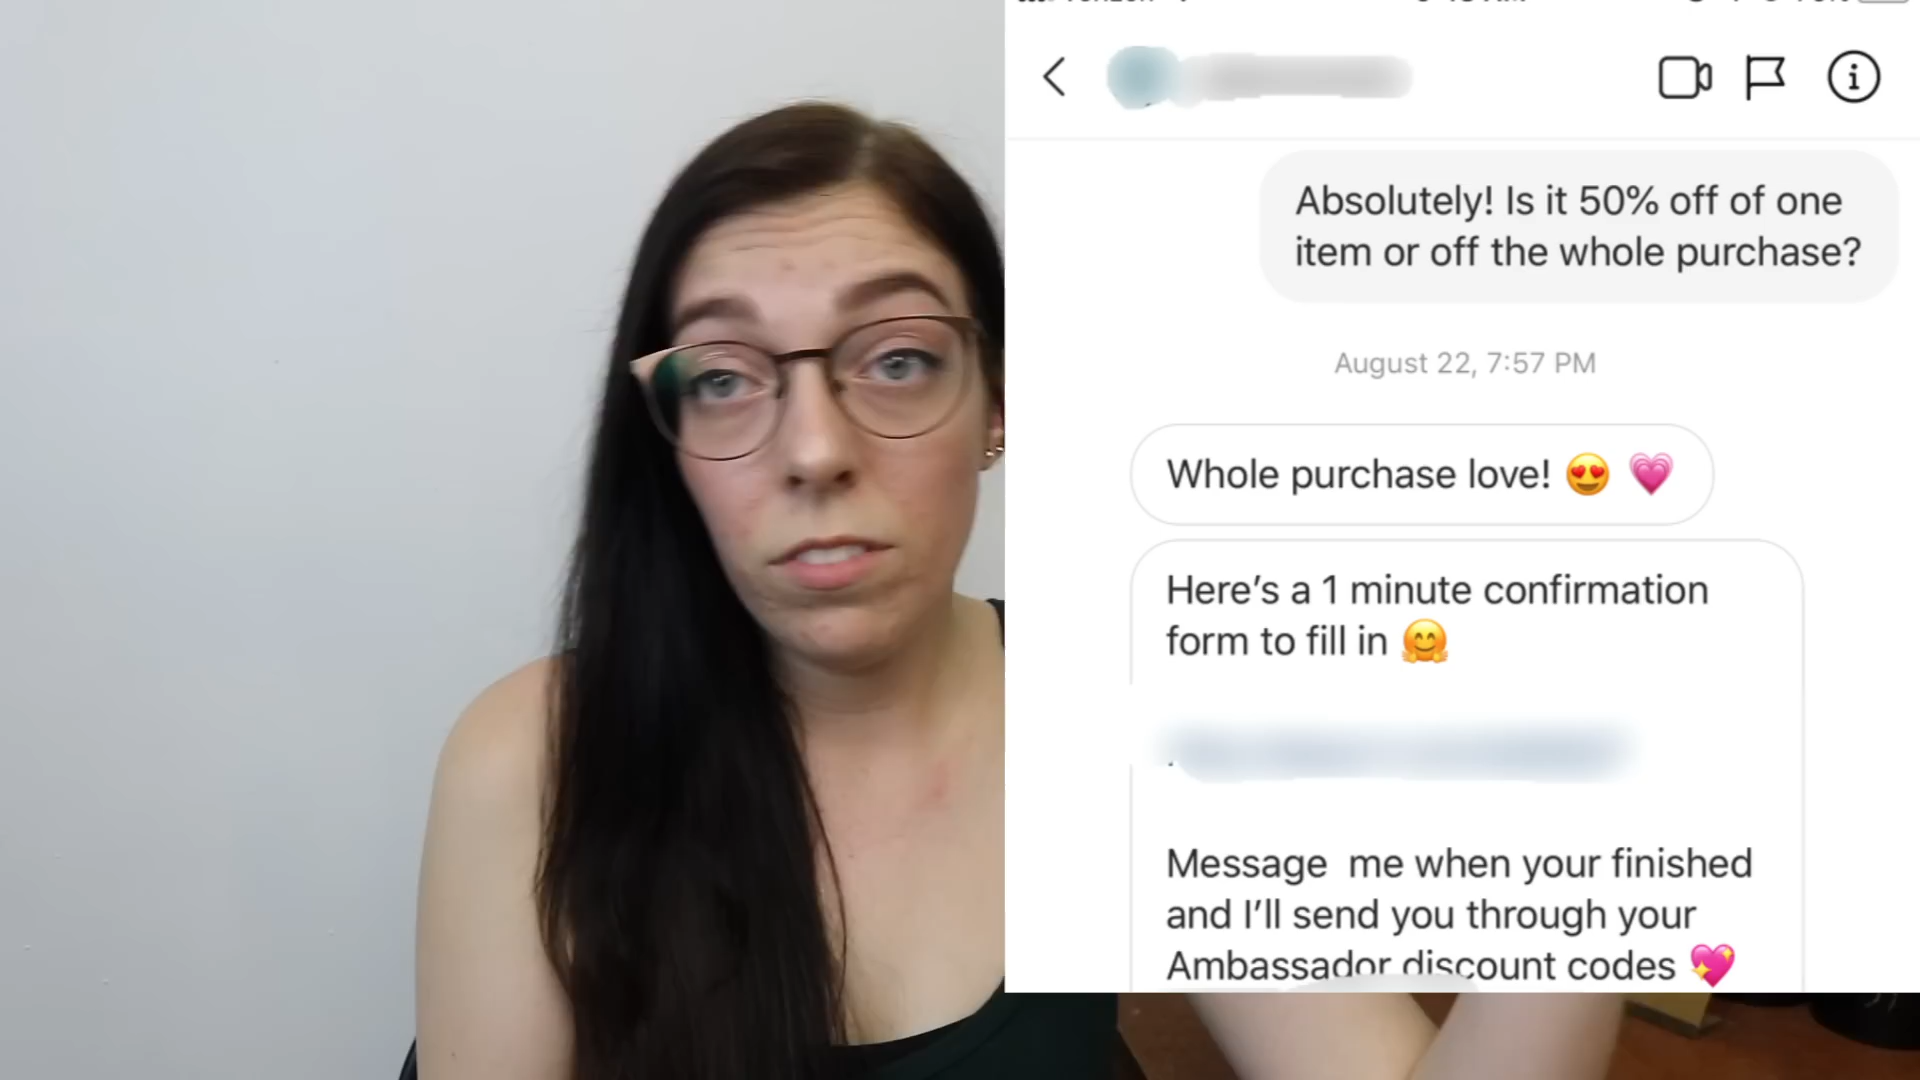 Absolutely! Is it 50% off of one
item or off the whole purchase?
August 22, 7:57 PM
Whole purchase love! 😍 💗
Here's a 1 minute confirmation
form to fill in 🤗
Message me when your finished
and I'll send you through your
Ambassador discount codes 💖